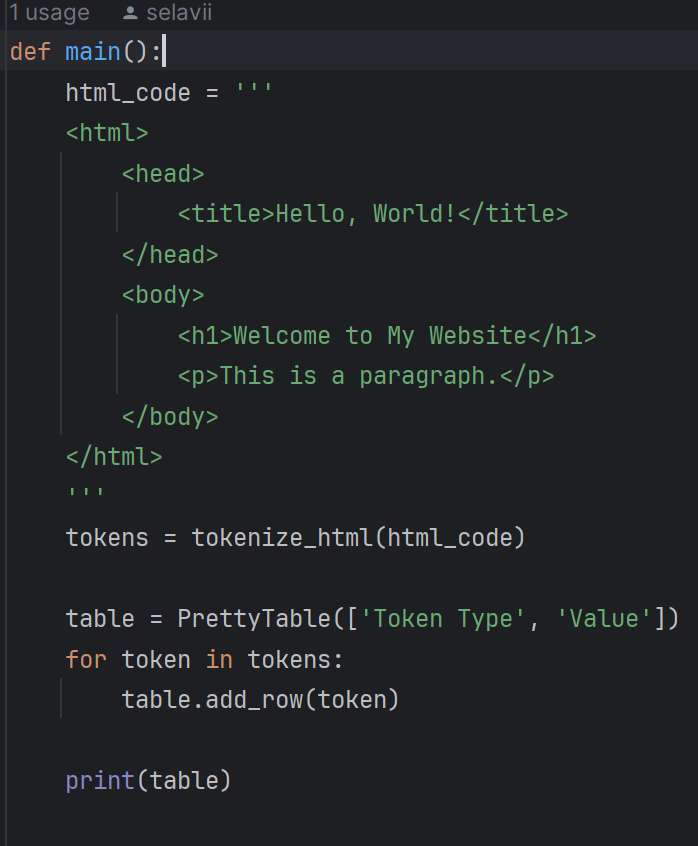 1 usage selavii
def main():
    html_code = '''
    <html>
        <head>
            <title>Hello, World!</title>
        </head>
        <body>
            <h1>Welcome to My Website</h1>
            <p>This is a paragraph.</p>
        </body>
    </html>
    '''
    tokens = tokenize_html(html_code)

    table = PrettyTable(['Token Type', 'Value'])
    for token in tokens:
        table.add_row(token)

    print(table)